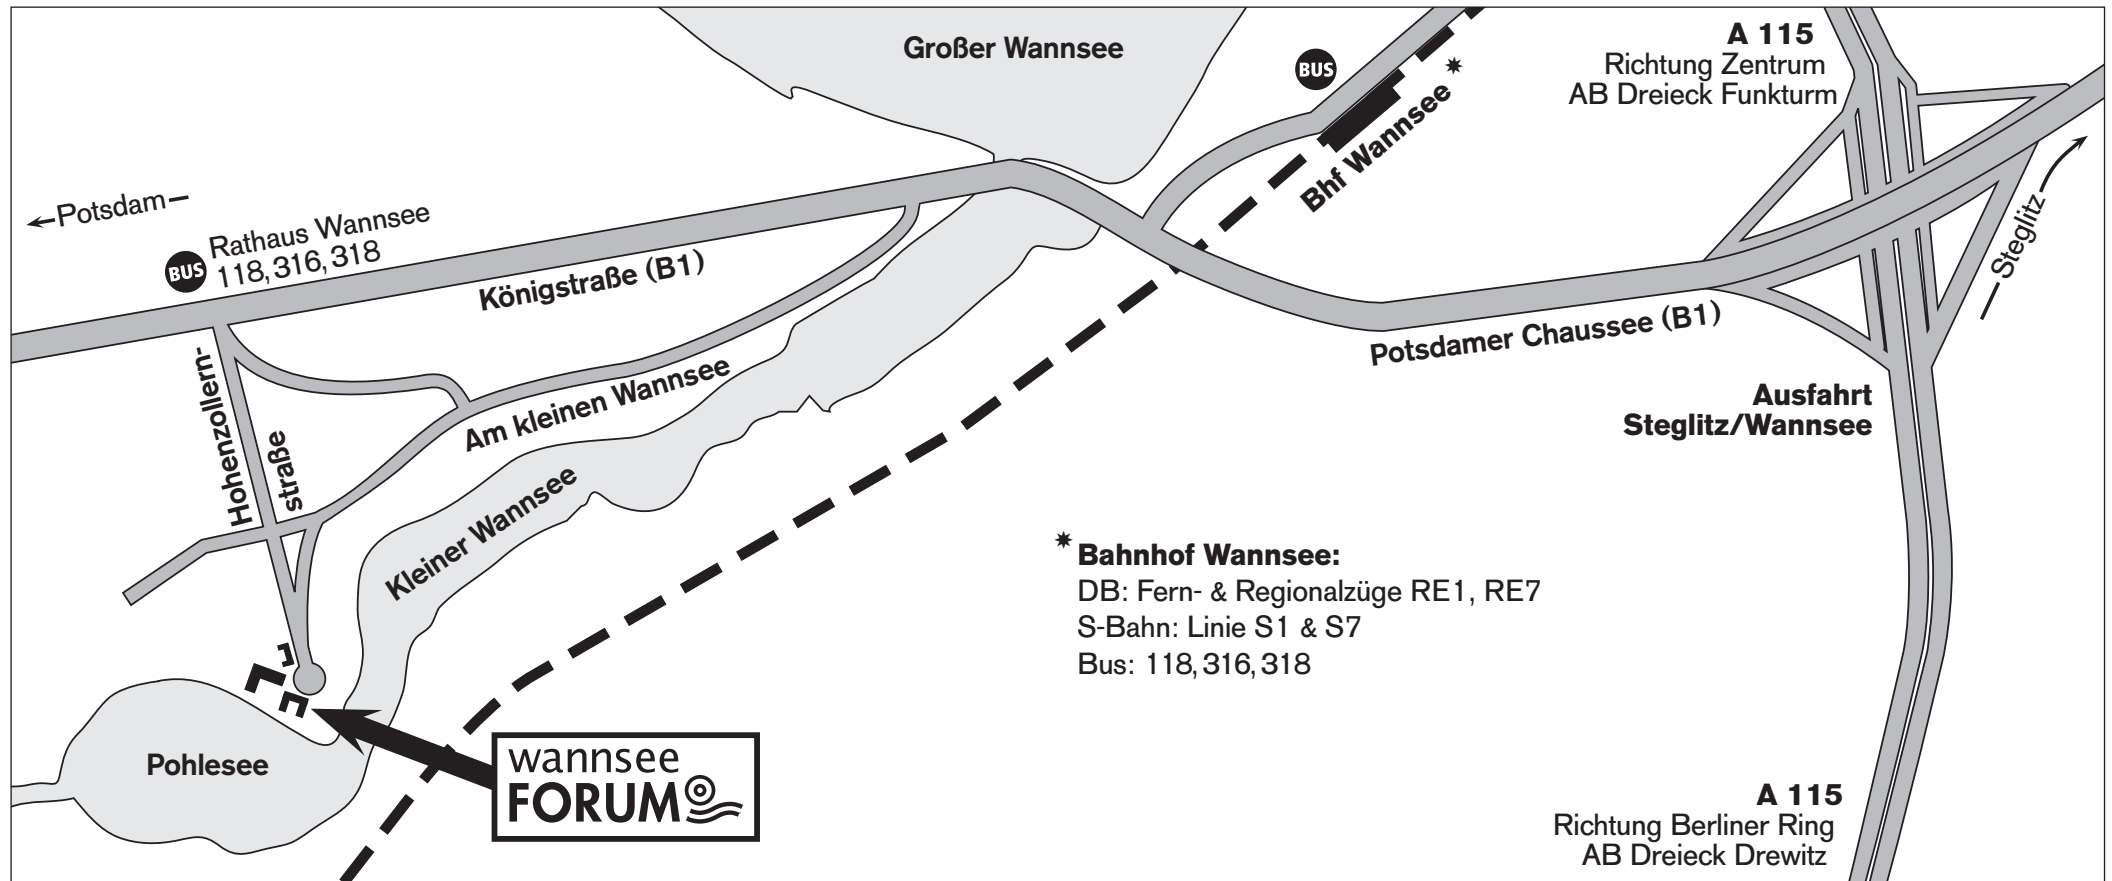 Großer Wannsee
BUS
Bhf Wannsee*
A 115
Richtung Zentrum
AB Dreieck Funkturm
←Potsdam–
BUS
Rathaus Wannsee
118, 316, 318
Königstraße (B1)
Steglitz
Potsdamer Chaussee (B1)
Hohenzollern-
straße
Am kleinen Wannsee
Ausfahrt
Steglitz/Wannsee
Kleiner Wannsee
* Bahnhof Wannsee:
DB: Fern- & Regionalzüge RE1, RE7
S-Bahn: Linie S1 & S7
Bus: 118, 316, 318
Pohlesee
wannsee
FORUM
A 115
Richtung Berliner Ring
AB Dreieck Drewitz